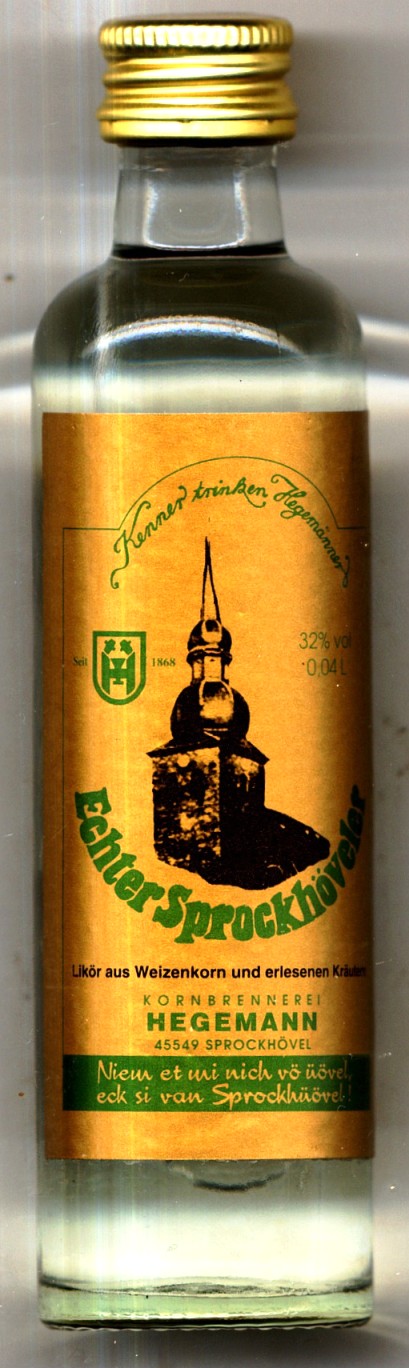 Kenner trinken Hegemänner
Seit 1868
32% vol
0,04 L
Echter Sprockhöveler
Likör aus Weizenkorn und erlesenen Kräutern
KORNBRENNEREI
HEGEMANN
45549 SPROCKHÖVEL
Niem et mi nich vö üövel,
eck si van Sprockhüövel!